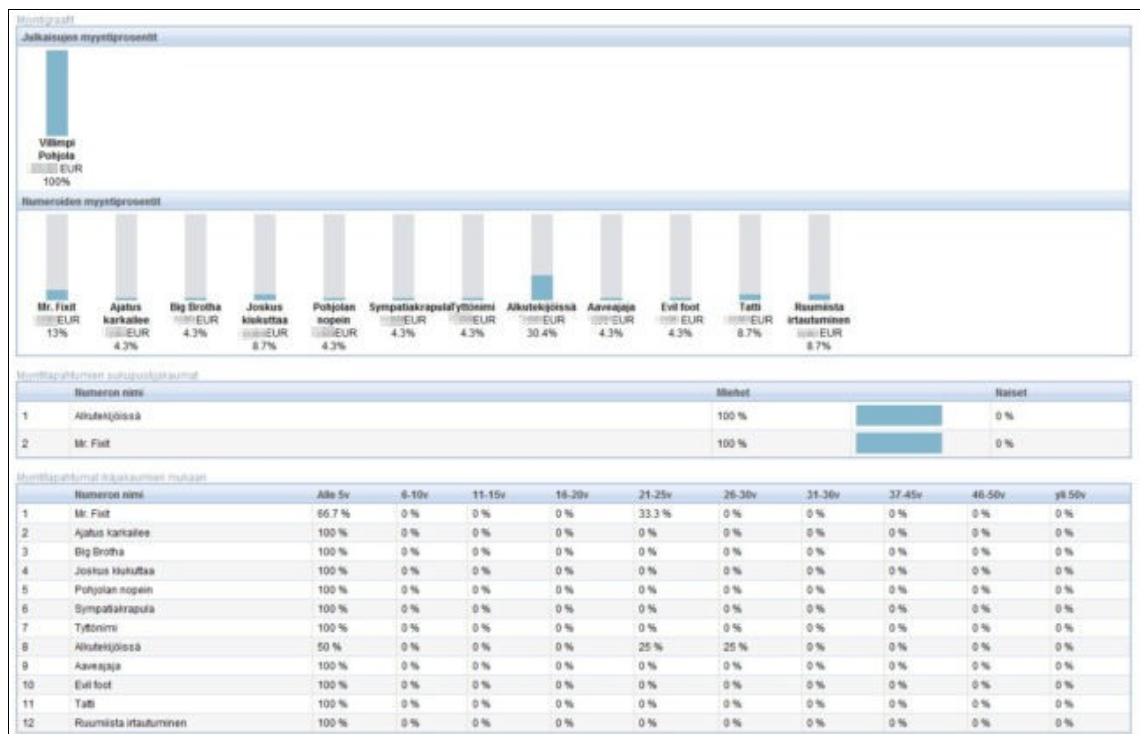 Myyntigraafit
Julkaisujen myyntiprosentit
Villimpi
Pohjola
EUR
100%
Numeroiden myyntiprosentit
Mr. Fixit
EUR
13%
Ajatus
karkailee
EUR
4.3%
Big Brotha
EUR
4.3%
Joskus
kiukuttaa
EUR
8.7%
Pohjolan
nopein
EUR
4.3%
Sympatiakrapula
EUR
4.3%
Tyttönimi
EUR
4.3%
Alkutekijöissä
EUR
30.4%
Aaveajaja
EUR
4.3%
Evil foot
EUR
4.3%
Tatti
EUR
8.7%
Ruumiista
irtautuminen
EUR
8.7%
Myyntitapahtumien sukupuolijakaumat
Numeron nimi Miehet Naiset
1 Alkutekijöissä 100 % 0 %
2 Mr. Fixit 100 % 0 %
Myyntitapahtumat ikäjakaumien mukaan
Numeron nimi Alle 5v 6-10v 11-15v 16-20v 21-25v 26-30v 31-36v 37-45v 46-50v yli 50v
1 Mr. Fixit 66.7 % 0 % 0 % 0 % 33.3 % 0 % 0 % 0 % 0 % 0 %
2 Ajatus karkailee 100 % 0 % 0 % 0 % 0 % 0 % 0 % 0 % 0 % 0 %
3 Big Brotha 100 % 0 % 0 % 0 % 0 % 0 % 0 % 0 % 0 % 0 %
4 Joskus kiukuttaa 100 % 0 % 0 % 0 % 0 % 0 % 0 % 0 % 0 % 0 %
5 Pohjolan nopein 100 % 0 % 0 % 0 % 0 % 0 % 0 % 0 % 0 % 0 %
6 Sympatiakrapula 100 % 0 % 0 % 0 % 0 % 0 % 0 % 0 % 0 % 0 %
7 Tyttönimi 100 % 0 % 0 % 0 % 0 % 0 % 0 % 0 % 0 % 0 %
8 Alkutekijöissä 50 % 0 % 0 % 0 % 25 % 25 % 0 % 0 % 0 % 0 %
9 Aaveajaja 100 % 0 % 0 % 0 % 0 % 0 % 0 % 0 % 0 % 0 %
10 Evil foot 100 % 0 % 0 % 0 % 0 % 0 % 0 % 0 % 0 % 0 %
11 Tatti 100 % 0 % 0 % 0 % 0 % 0 % 0 % 0 % 0 % 0 %
12 Ruumiista irtautuminen 100 % 0 % 0 % 0 % 0 % 0 % 0 % 0 % 0 % 0 %